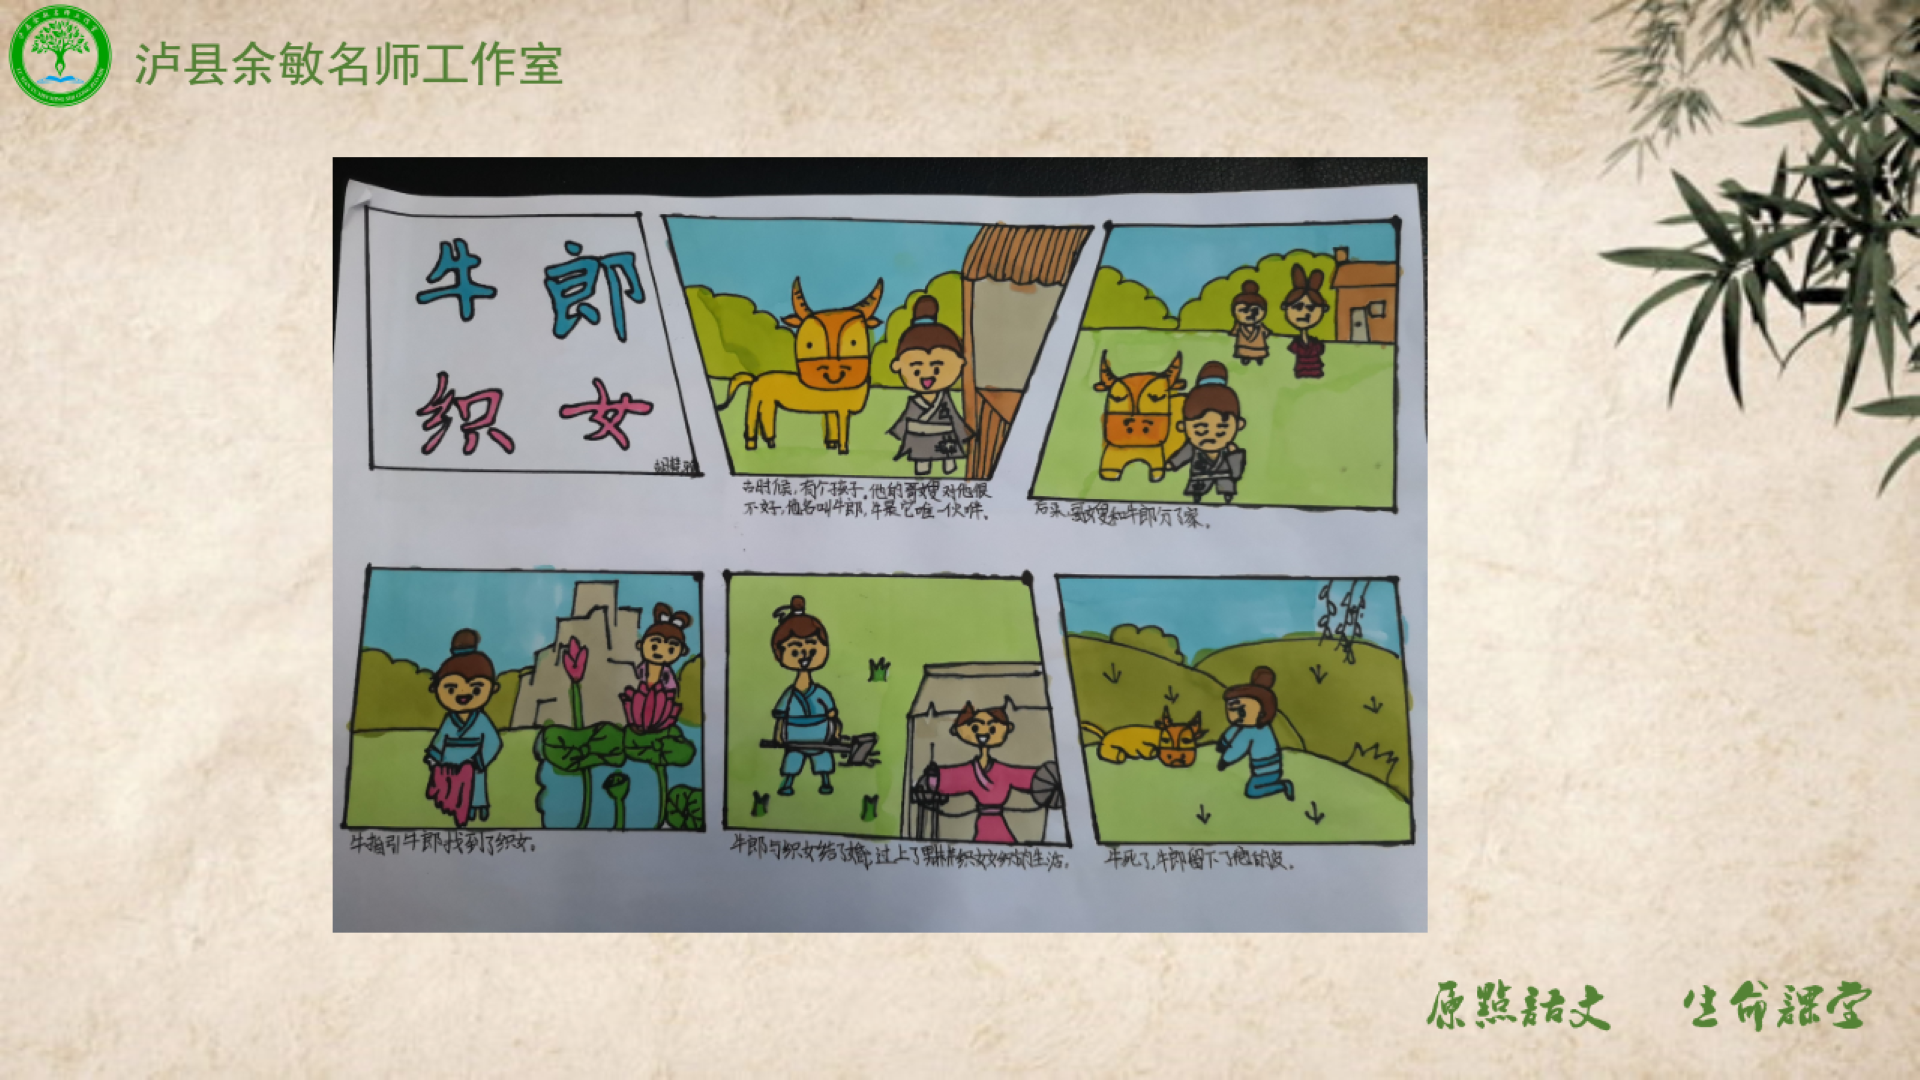 泸县余敏名师工作室
牛郎
织女
古时候,有个孩子,他的哥嫂对他很
不好,他名叫牛郎,牛是它唯一伙伴。
后来,哥嫂和牛郎分了家。
牛指引牛郎找到了织女。
牛郎与织女结了婚,过上了男耕织女女织的生活。
牛死了,牛郎留下了他的皮。
原點語文 生命課堂